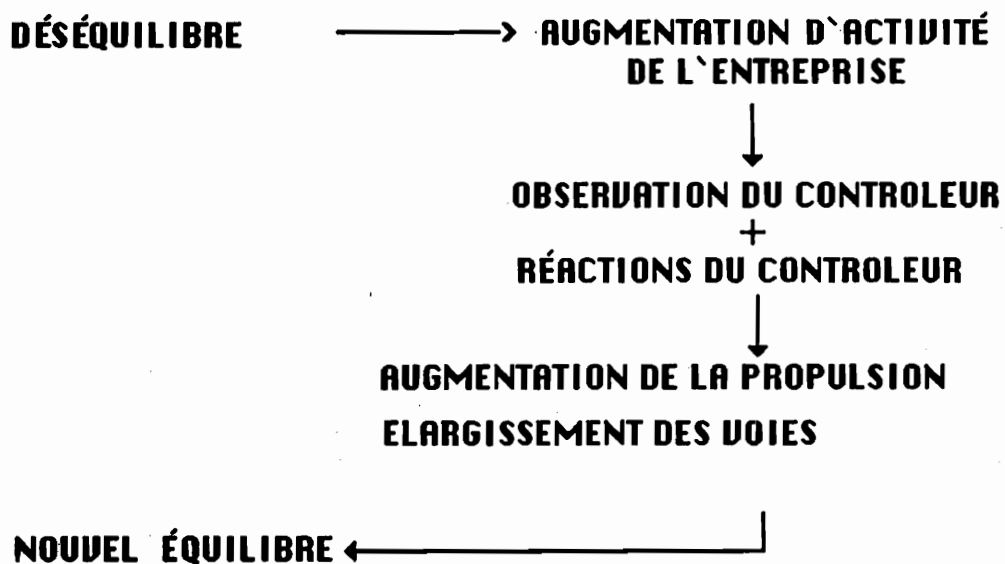 DÉSÉQUILIBRE
AUGMENTATION D`ACTIVITÉ
DE L`ENTREPRISE
OBSERVATION DU CONTROLEUR
+
RÉACTIONS DU CONTROLEUR
AUGMENTATION DE LA PROPULSION
ELARGISSEMENT DES VOIES
NOUVEL ÉQUILIBRE